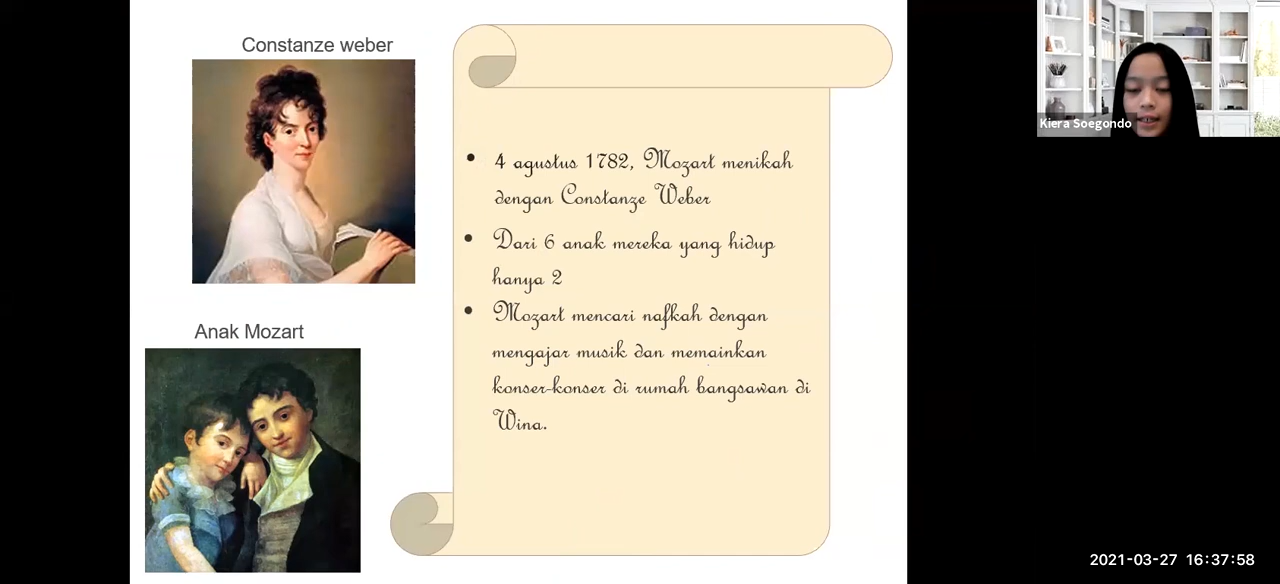 Constanze weber
4 agustus 1782, Mozart menikah
dengan Constanze Weber
Dari 6 anak mereka yang hidup
hanya 2
Mozart mencari nafkah dengan
mengajar musik dan memainkan
konser-konser di rumah bangsawan di
Wina.
Anak Mozart
Kiera Soegondo
2021-03-27 16:37:58